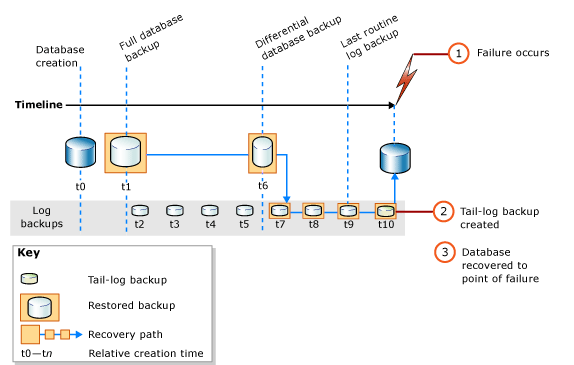 Database
creation
Full database
backup
Differential
database backup
Last routine
log backup
1
Failure occurs
Timeline
t0
t1
t6
Log
backups
t2
t3
t4
t5
t7
t8
t9
t10
2
Tail-log backup
created
3
Database
recovered to
point of failure
Key
Tail-log backup
Restored backup
Recovery path
t0—tn
Relative creation time